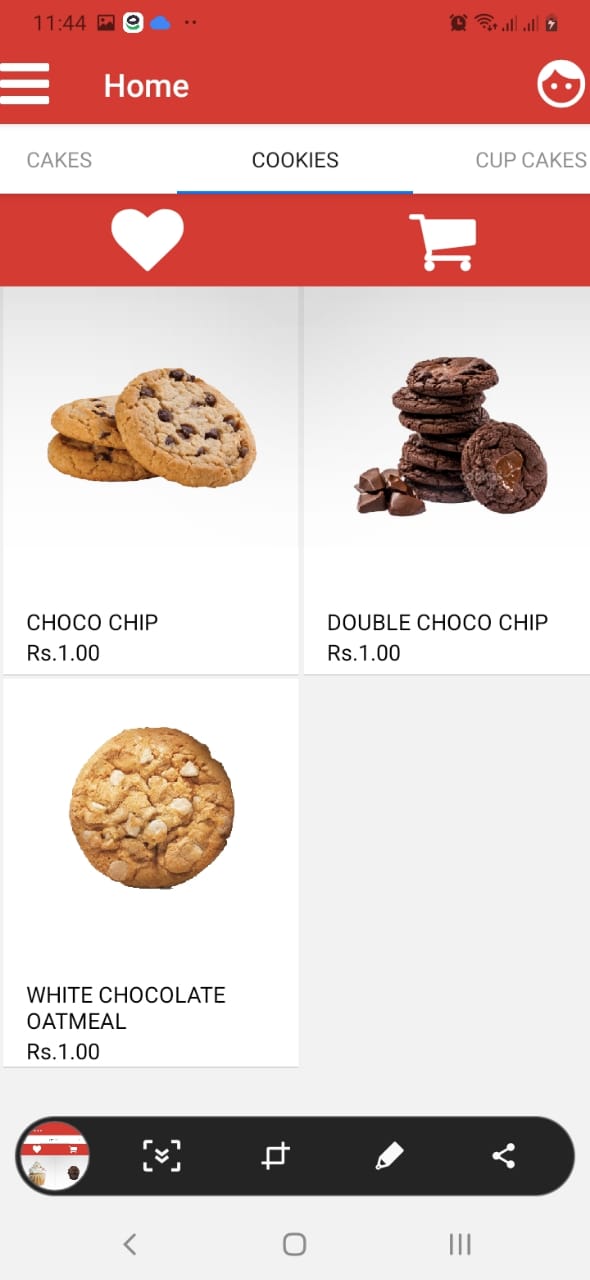 11:44
Home
CAKES
COOKIES
CUP CAKES
CHOCO CHIP
Rs.1.00
DOUBLE CHOCO CHIP
Rs.1.00
WHITE CHOCOLATE
OATMEAL
Rs.1.00